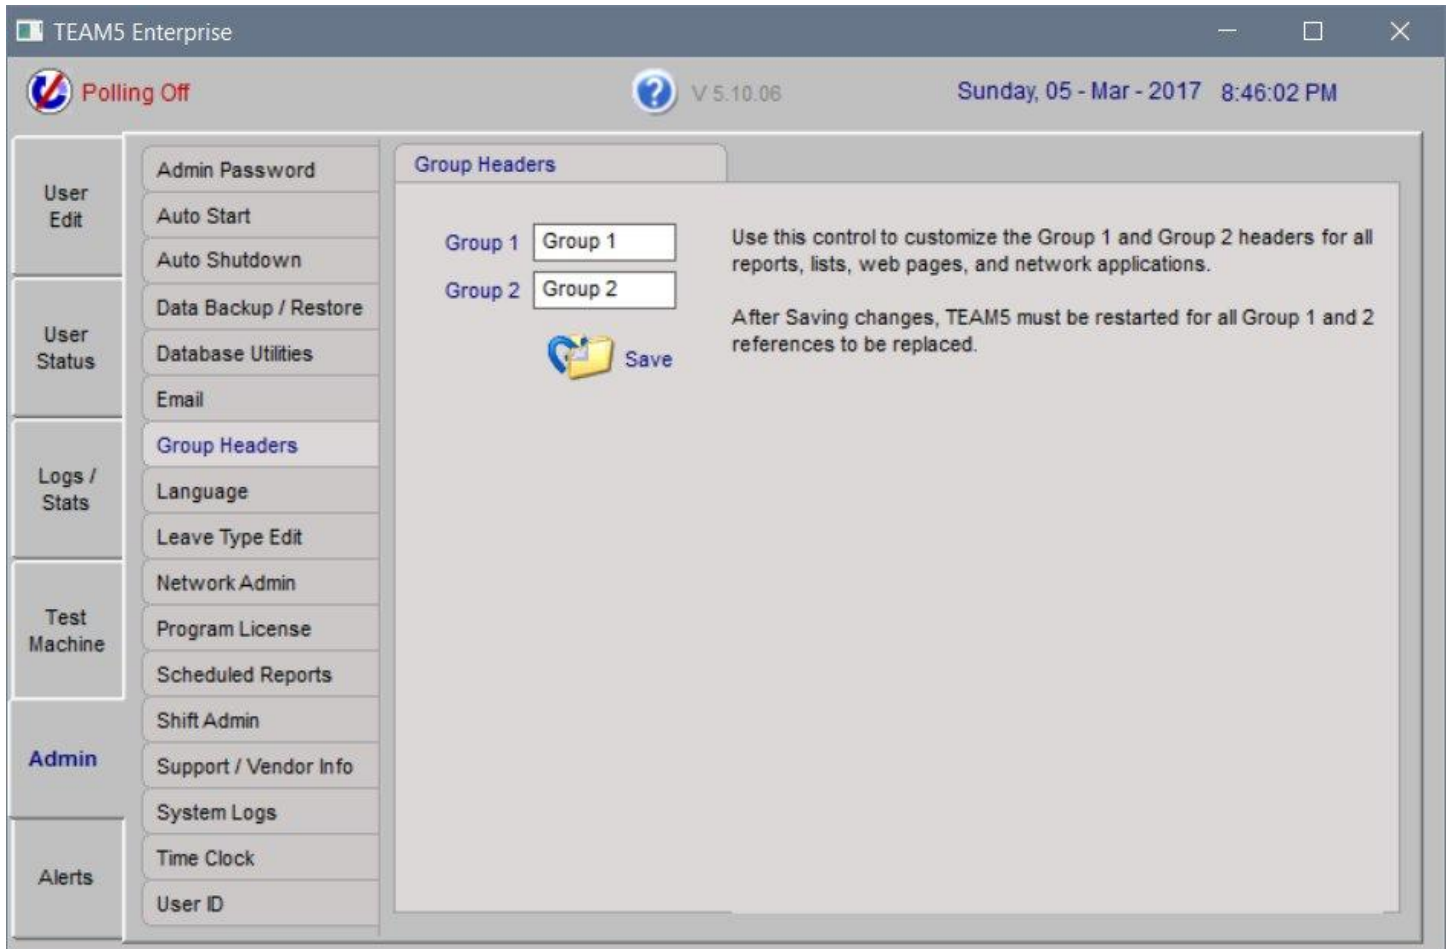 TEAM5 Enterprise
Polling Off
V 5.10.06
Sunday, 05 - Mar - 2017 8:46:02 PM
User
Edit
User
Status
Logs /
Stats
Test
Machine
Admin
Alerts
Admin Password
Auto Start
Auto Shutdown
Data Backup / Restore
Database Utilities
Email
Group Headers
Language
Leave Type Edit
Network Admin
Program License
Scheduled Reports
Shift Admin
Support / Vendor Info
System Logs
Time Clock
User ID
Group Headers
Group 1 Group 1
Group 2 Group 2
Save
Use this control to customize the Group 1 and Group 2 headers for all
reports, lists, web pages, and network applications.
After Saving changes, TEAM5 must be restarted for all Group 1 and 2
references to be replaced.